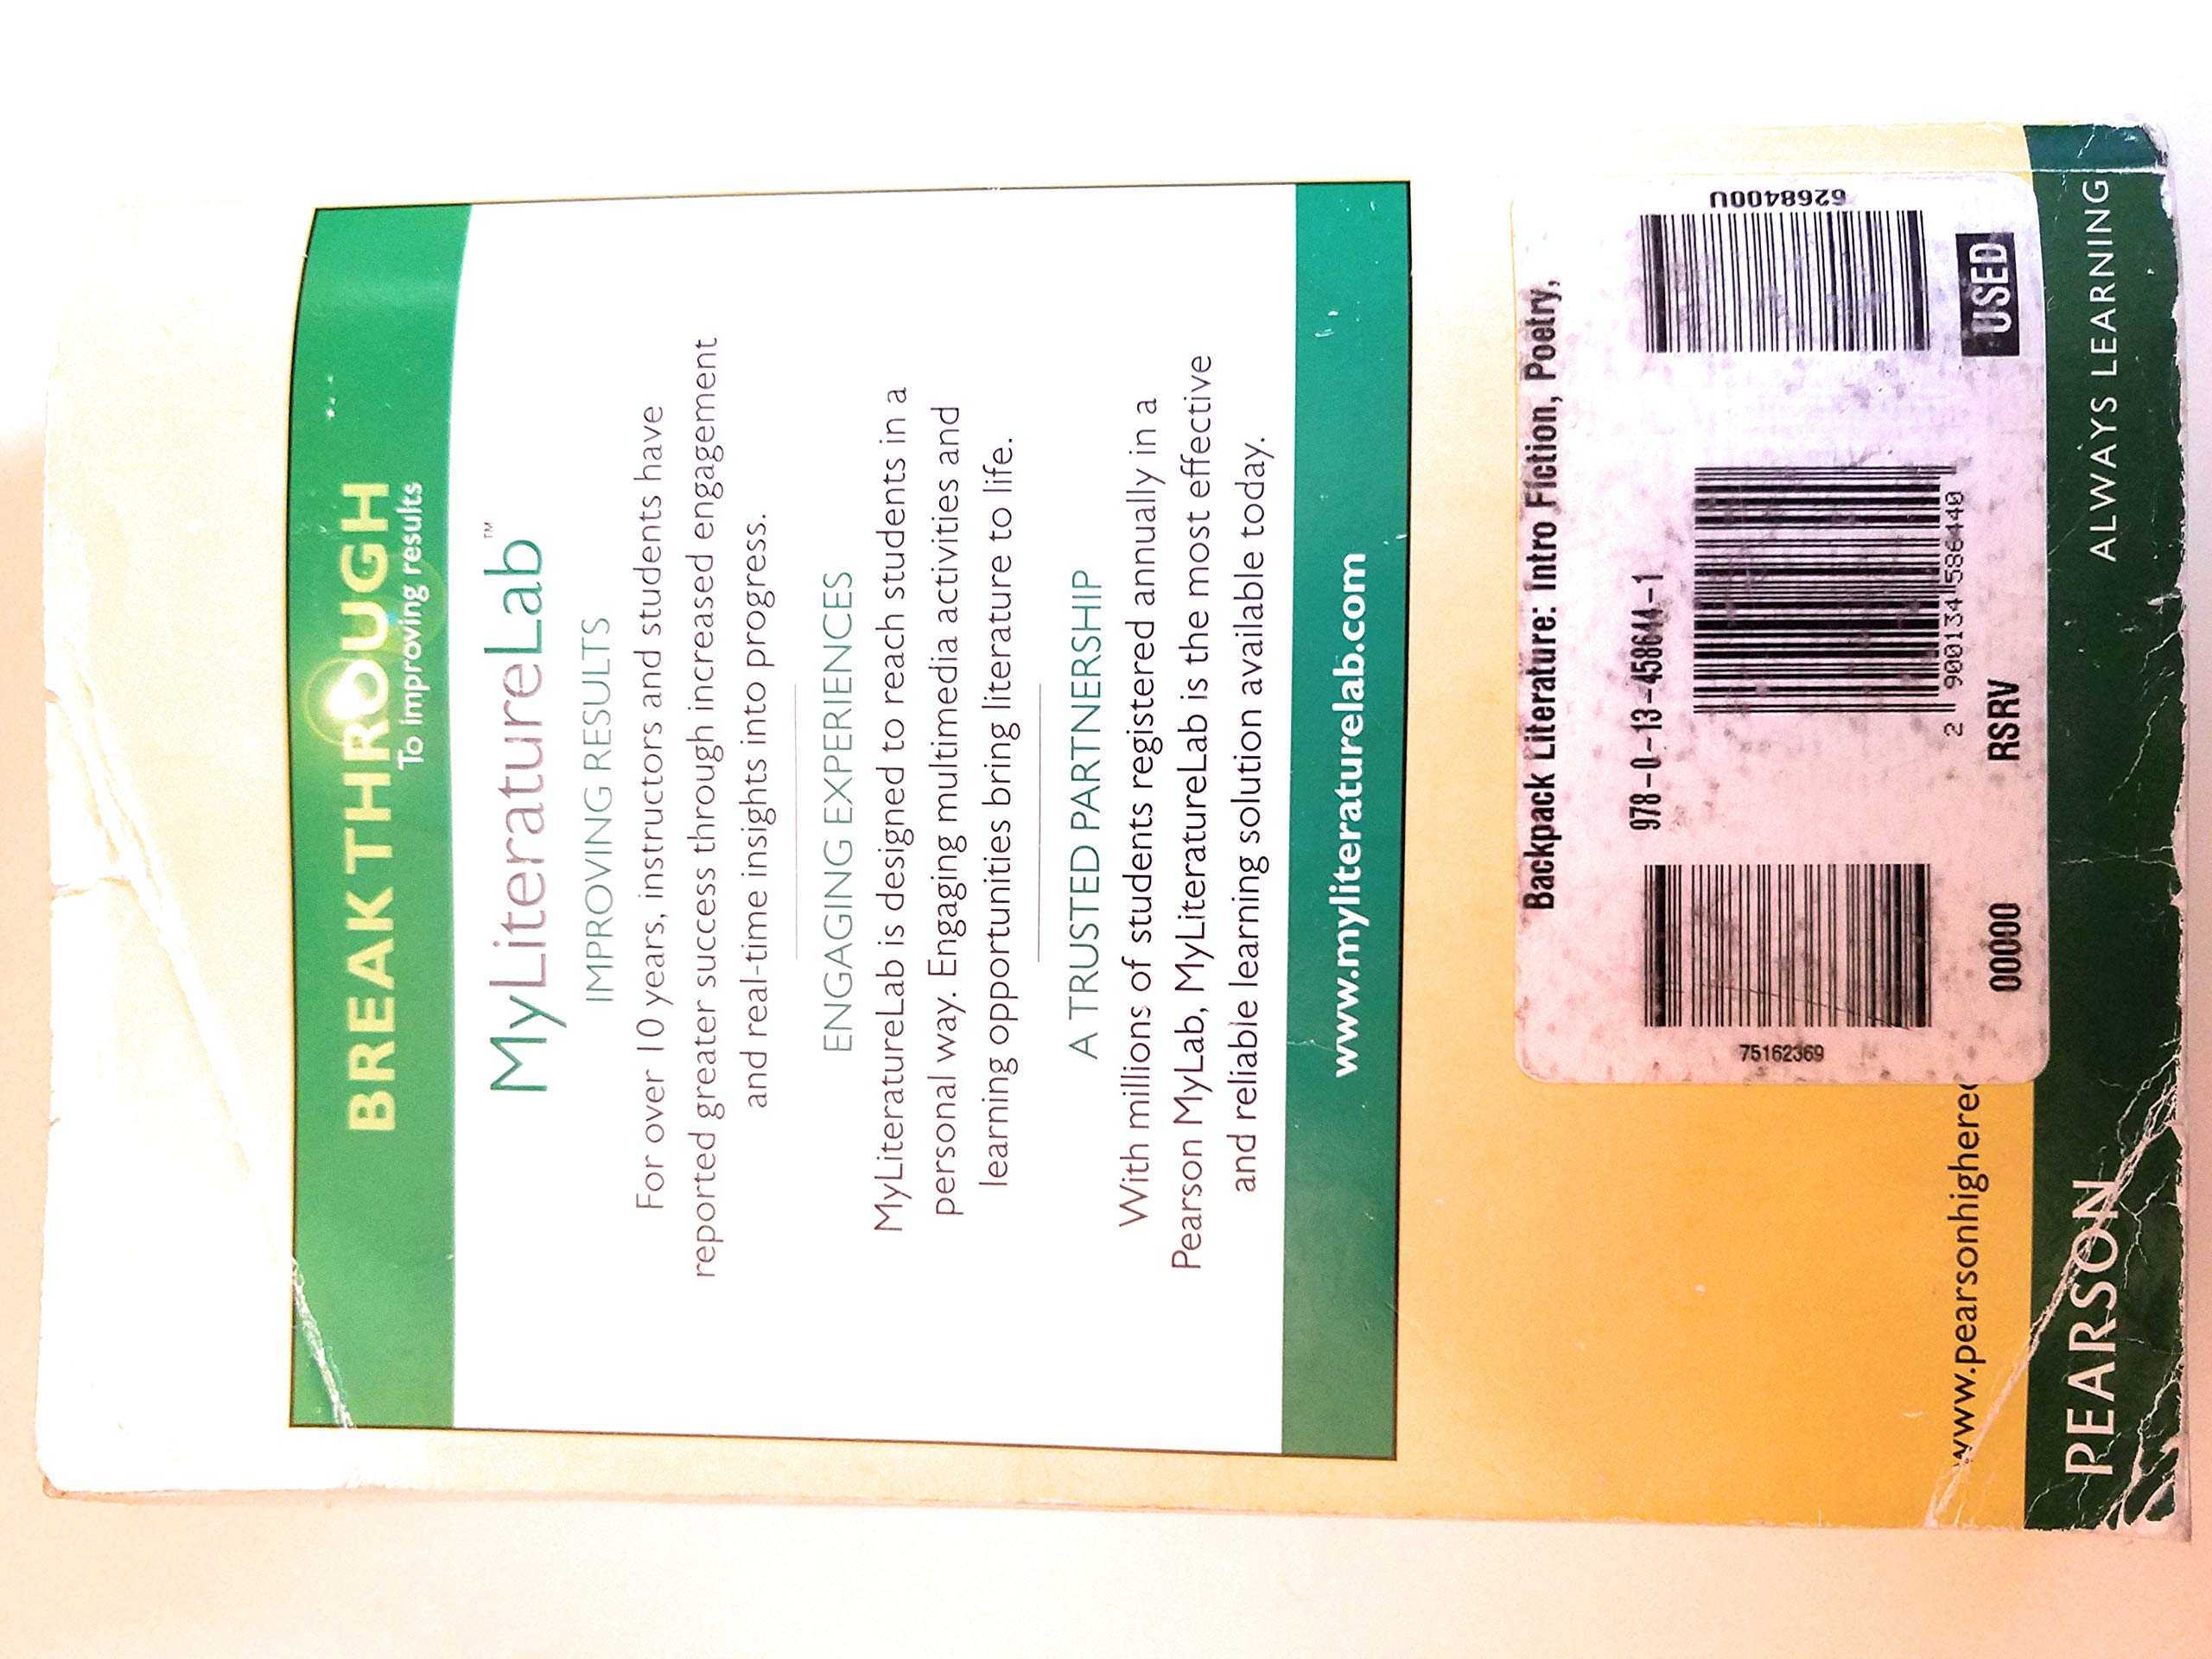 BREAKTHROUGH
To improving results
MyLiteratureLab™
IMPROVING RESULTS
For over 10 years, instructors and students have
reported greater success through increased engagement
and real-time insights into progress.
ENGAGING EXPERIENCES
MyLiteratureLab is designed to reach students in a
personal way. Engaging multimedia activities and
learning opportunities bring literature to life.
A TRUSTED PARTNERSHIP
With millions of students registered annually in a
Pearson MyLab, MyLiteratureLab is the most effective
and reliable learning solution available today.
www.myliteraturelab.com
Backpack Literature: Intro Fiction, Poetry,
978-0-13-458644-1
75162369
2 900134 586440
6268400U
00000 RSRV USED
www.pearsonhighered
PEARSON ALWAYS LEARNING